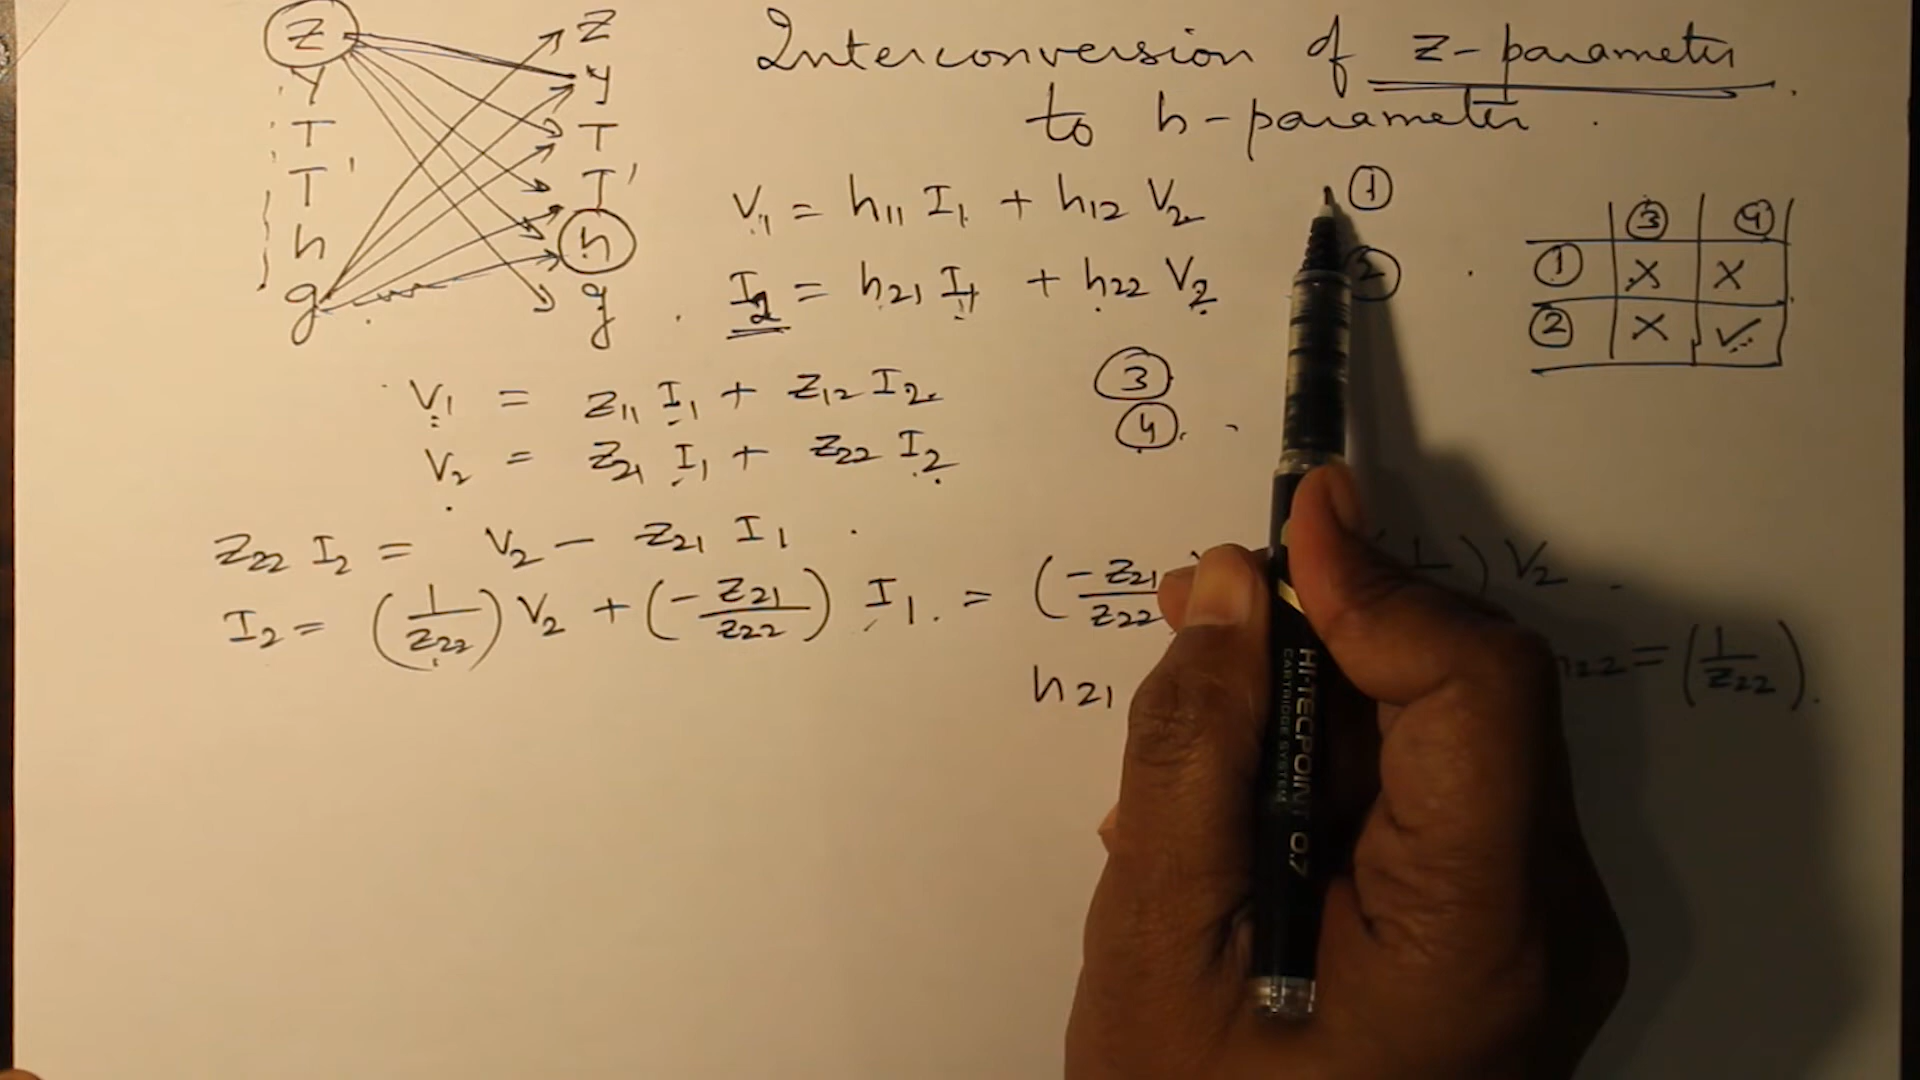 Z Z
Y Y
T T
T' T'
h h
g g
Interconversion of z-parameter
to h-parameter.
V1 = h11 I1 + h12 V2 ①
I2 = h21 I1 + h22 V2 ②
③ ④
① X X
② X ✓
V1 = z11 I1 + z12 I2 ③
V2 = z21 I1 + z22 I2 ④
z22 I2 = V2 - z21 I1
I2 = (1/z22) V2 + (-z21/z22) I1 = (-z21/z22 ) V2
h21 h22 = (1/z22).
HI-TECPOINT 0.7
CARTRIDGE SYSTEM